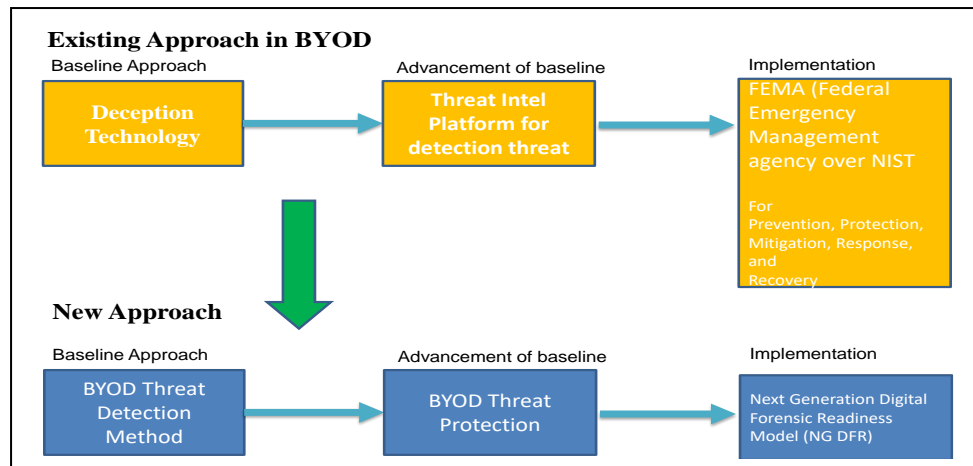 Existing Approach in BYOD
Baseline Approach
Advancement of baseline
Implementation
Deception
Technology
Threat Intel
Platform for
detection threat
FEMA (Federal
Emergency
Management
agency over NIST
For
Prevention, Protection,
Mitigation, Response,
and
Recovery
New Approach
Baseline Approach
Advancement of baseline
Implementation
BYOD Threat
Detection
Method
BYOD Threat
Protection
Next Generation Digital
Forensic Readiness
Model (NG DFR)